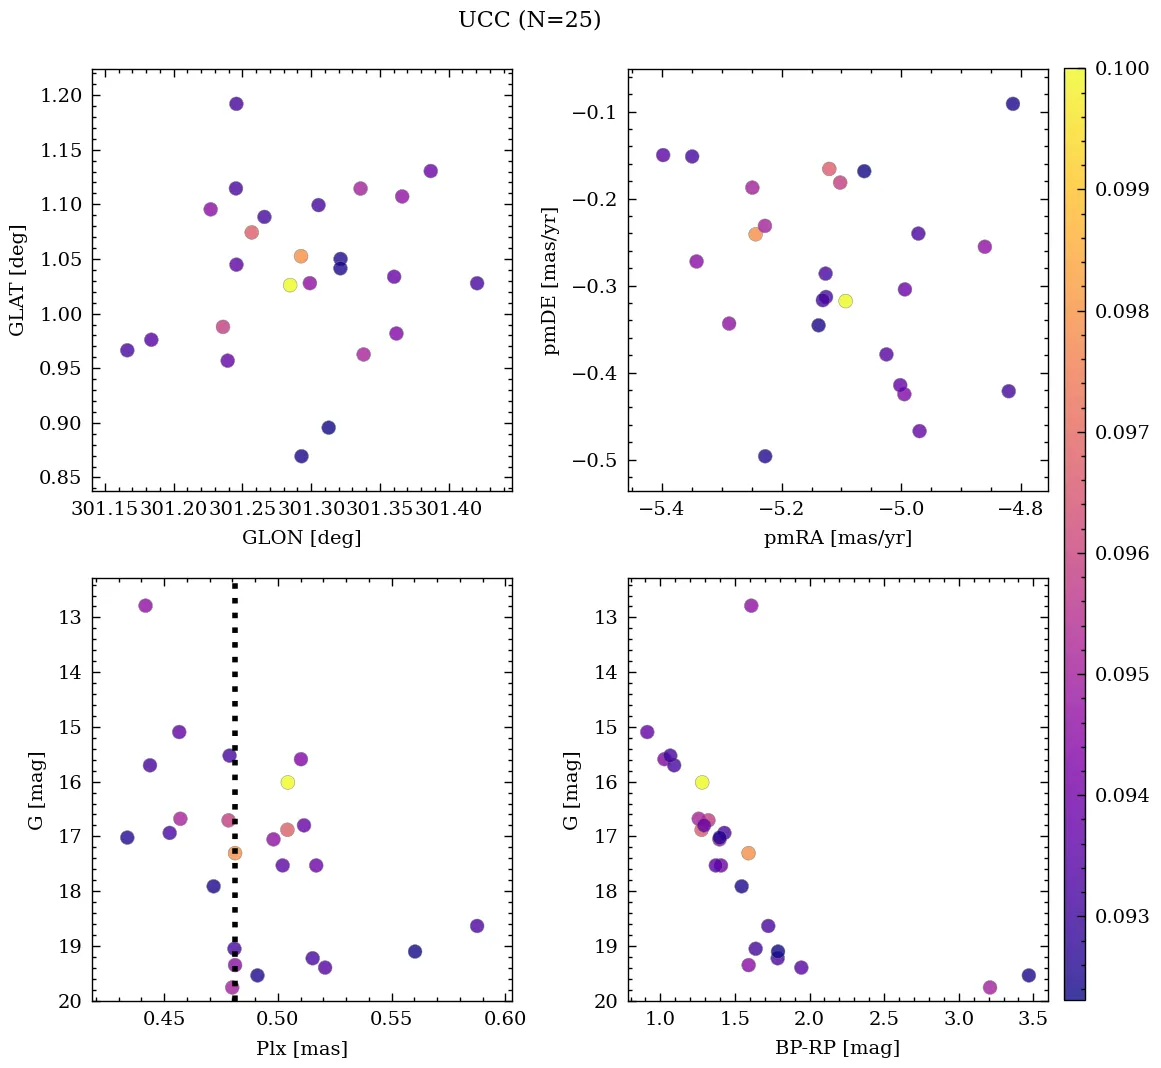 UCC (N=25)
1.20
1.15
1.10
1.05
1.00
0.95
0.90
0.85
GLAT [deg]
301.15 301.20 301.25 301.30 301.35 301.40
GLON [deg]
−0.1
−0.2
−0.3
−0.4
−0.5
pmDE [mas/yr]
−5.4 −5.2 −5.0 −4.8
pmRA [mas/yr]
13
14
15
16
17
18
19
20
G [mag]
0.45 0.50 0.55 0.60
Plx [mas]
13
14
15
16
17
18
19
20
G [mag]
1.0 1.5 2.0 2.5 3.0 3.5
BP-RP [mag]
0.100
0.099
0.098
0.097
0.096
0.095
0.094
0.093